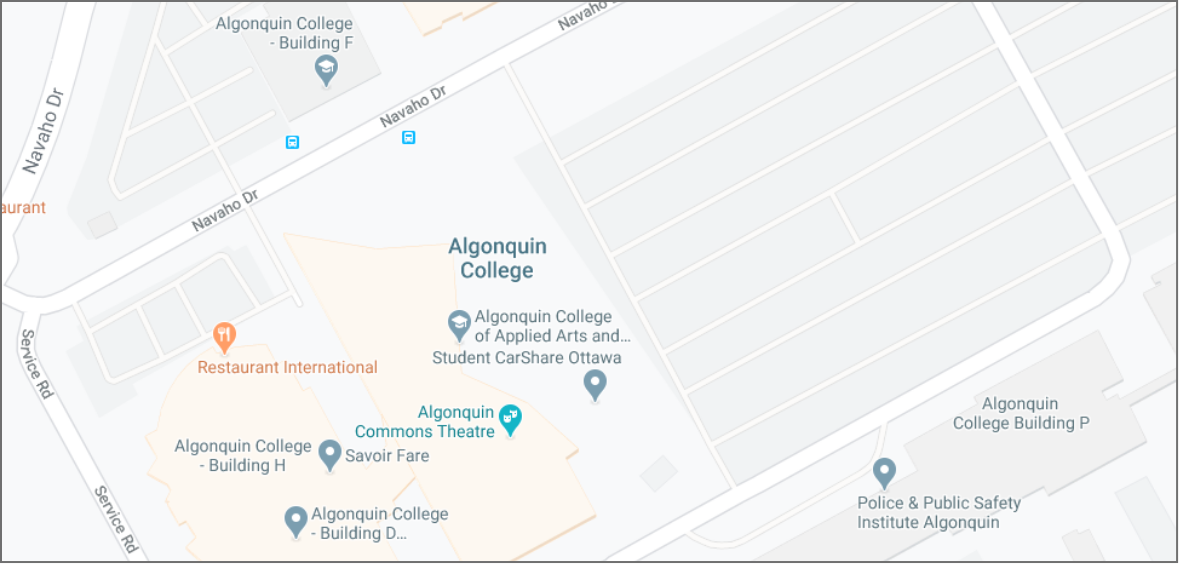 Algonquin College
- Building F
Navaho
Navaho Dr
Navaho Dr
Navaho Dr
aurant
Algonquin
College
Algonquin College
of Applied Arts and...
Student CarShare Ottawa
Service Rd
Restaurant International
Algonquin
Commons Theatre
Algonquin
College Building P
Algonquin College
- Building H
Savoir Fare
Service Rd
Algonquin College
- Building D...
Police & Public Safety
Institute Algonquin